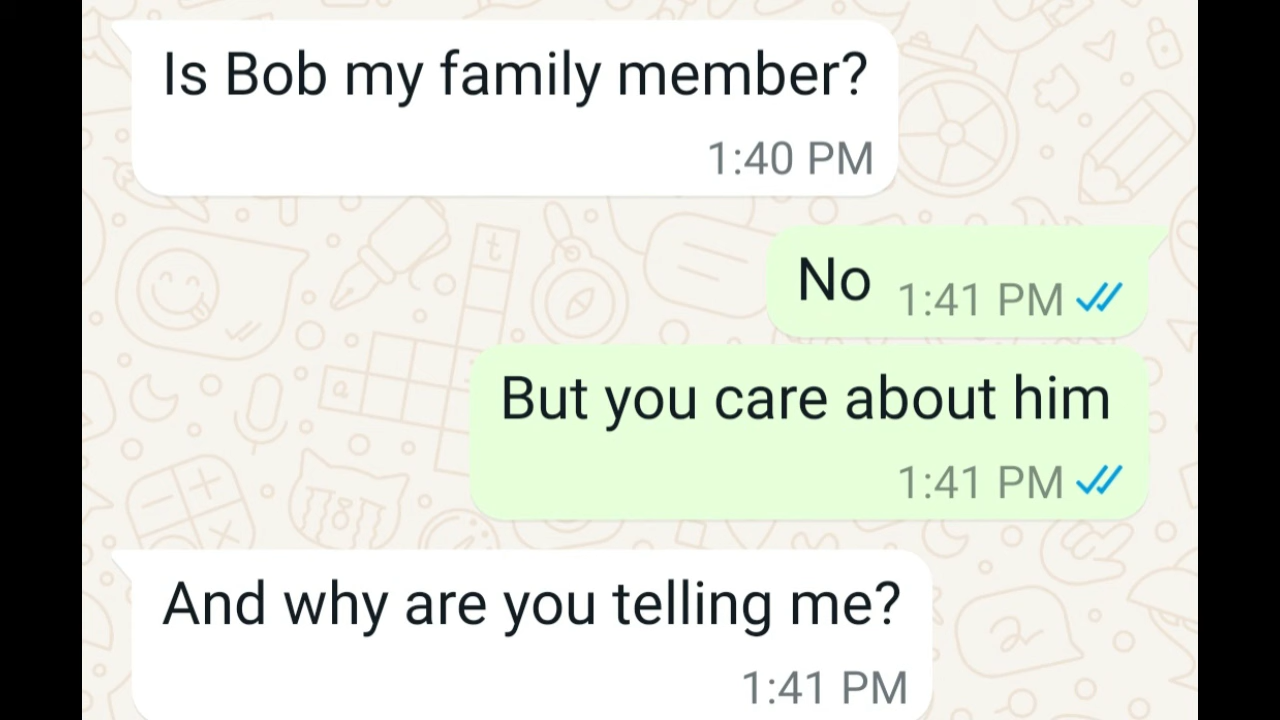 Is Bob my family member?
1:40 PM
No 1:41 PM
But you care about him
1:41 PM
And why are you telling me?
1:41 PM